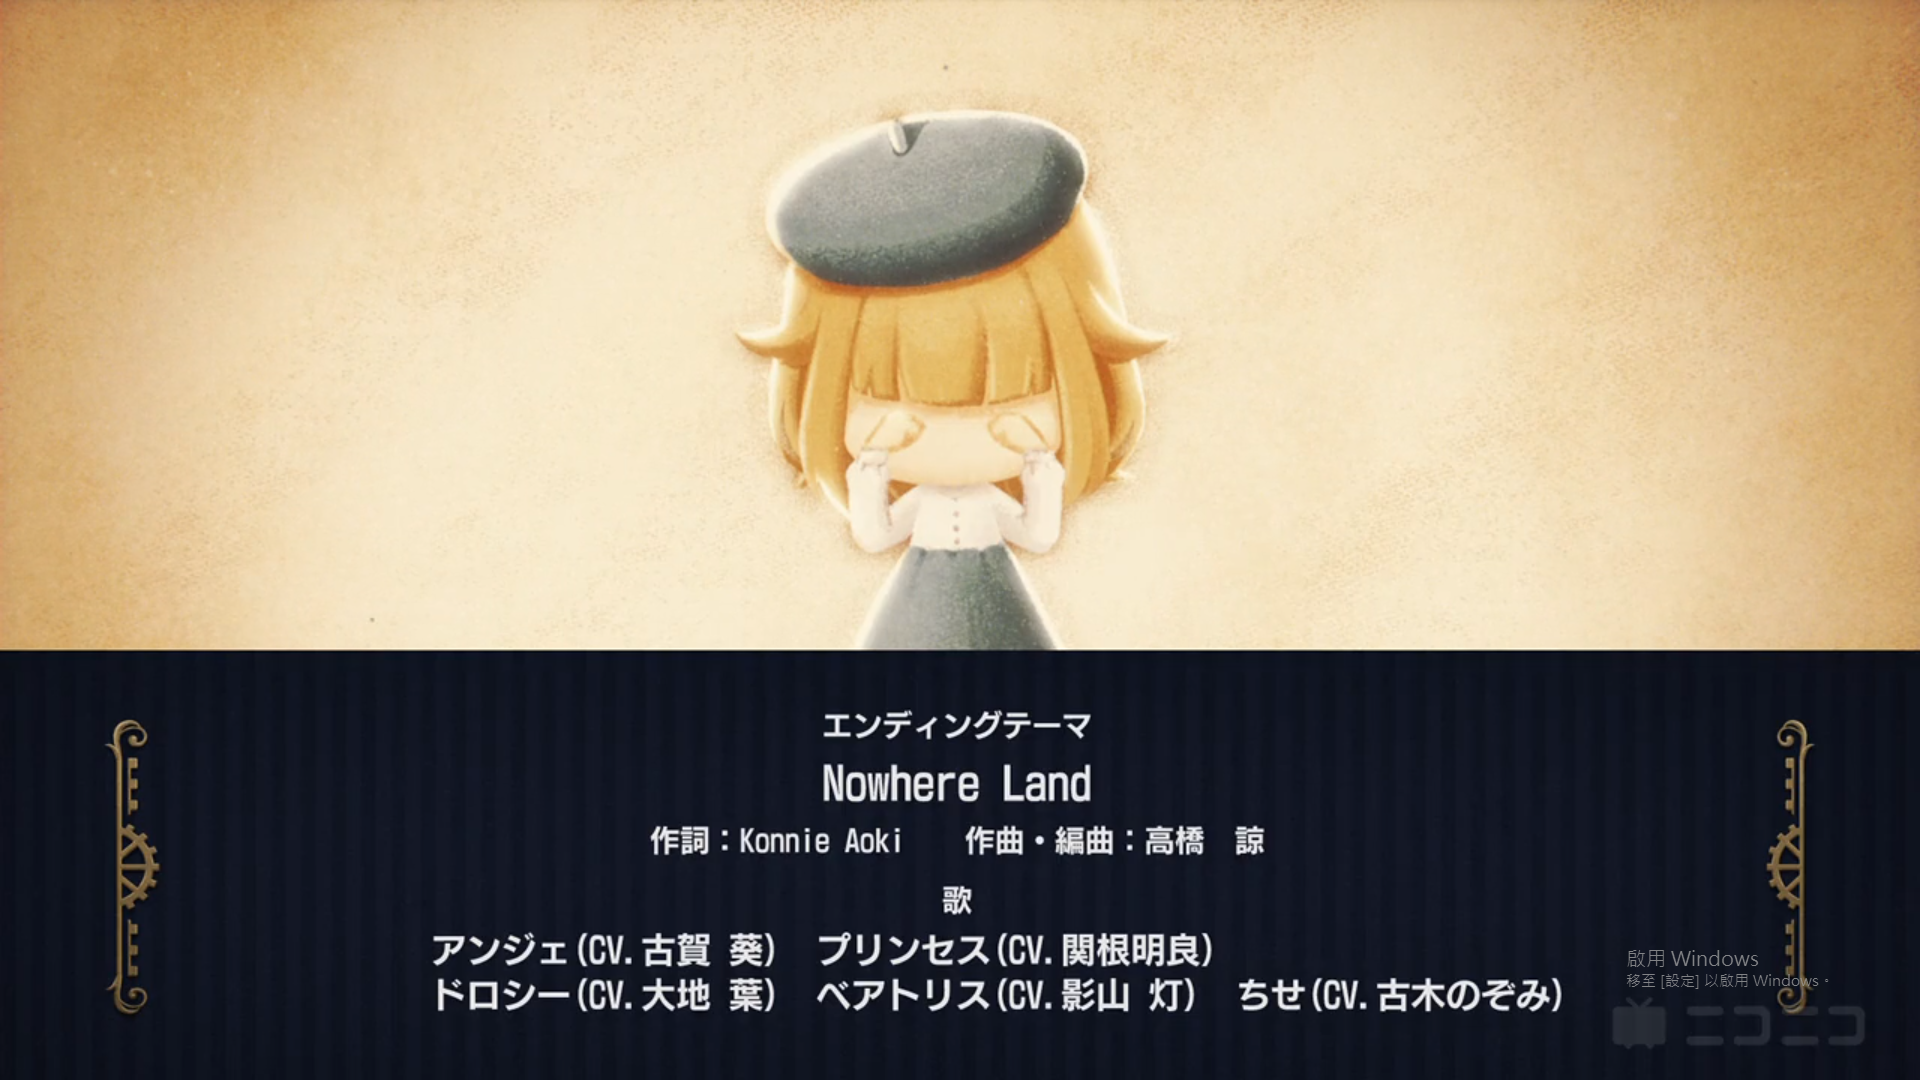 エンディングテーマ
Nowhere Land
作詞：Konnie Aoki　　作曲・編曲：高橋　諒
歌
アンジェ(CV.古賀 葵)　プリンセス(CV.関根明良)
ドロシー(CV.大地 葉)　ベアトリス(CV.影山 灯)　ちせ(CV.古木のぞみ)
啟用 Windows
移至 [設定] 以啟用 Windows。
ニコニコ